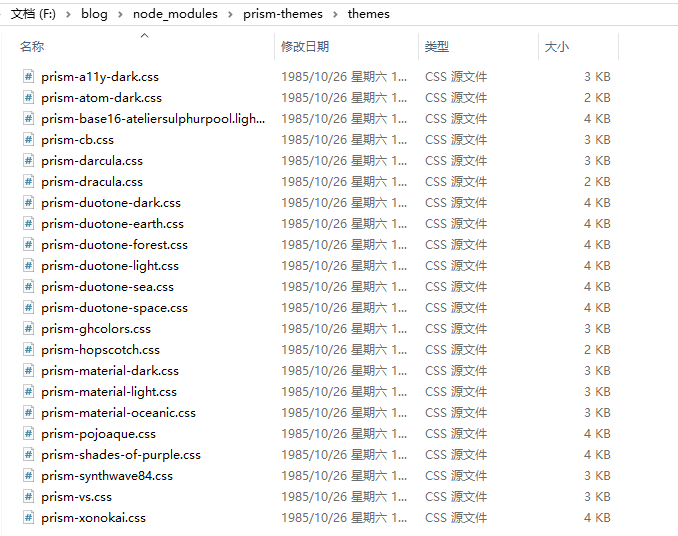 文档 (F:) › blog › node_modules › prism-themes › themes
名称 修改日期 类型 大小
prism-a11y-dark.css 1985/10/26 星期六 1... CSS 源文件 3 KB
prism-atom-dark.css 1985/10/26 星期六 1... CSS 源文件 2 KB
prism-base16-ateliersulphurpool.ligh... 1985/10/26 星期六 1... CSS 源文件 4 KB
prism-cb.css 1985/10/26 星期六 1... CSS 源文件 3 KB
prism-darcula.css 1985/10/26 星期六 1... CSS 源文件 3 KB
prism-dracula.css 1985/10/26 星期六 1... CSS 源文件 2 KB
prism-duotone-dark.css 1985/10/26 星期六 1... CSS 源文件 4 KB
prism-duotone-earth.css 1985/10/26 星期六 1... CSS 源文件 4 KB
prism-duotone-forest.css 1985/10/26 星期六 1... CSS 源文件 4 KB
prism-duotone-light.css 1985/10/26 星期六 1... CSS 源文件 4 KB
prism-duotone-sea.css 1985/10/26 星期六 1... CSS 源文件 4 KB
prism-duotone-space.css 1985/10/26 星期六 1... CSS 源文件 4 KB
prism-ghcolors.css 1985/10/26 星期六 1... CSS 源文件 3 KB
prism-hopscotch.css 1985/10/26 星期六 1... CSS 源文件 2 KB
prism-material-dark.css 1985/10/26 星期六 1... CSS 源文件 3 KB
prism-material-light.css 1985/10/26 星期六 1... CSS 源文件 3 KB
prism-material-oceanic.css 1985/10/26 星期六 1... CSS 源文件 3 KB
prism-pojoaque.css 1985/10/26 星期六 1... CSS 源文件 4 KB
prism-shades-of-purple.css 1985/10/26 星期六 1... CSS 源文件 4 KB
prism-synthwave84.css 1985/10/26 星期六 1... CSS 源文件 3 KB
prism-vs.css 1985/10/26 星期六 1... CSS 源文件 3 KB
prism-xonokai.css 1985/10/26 星期六 1... CSS 源文件 4 KB